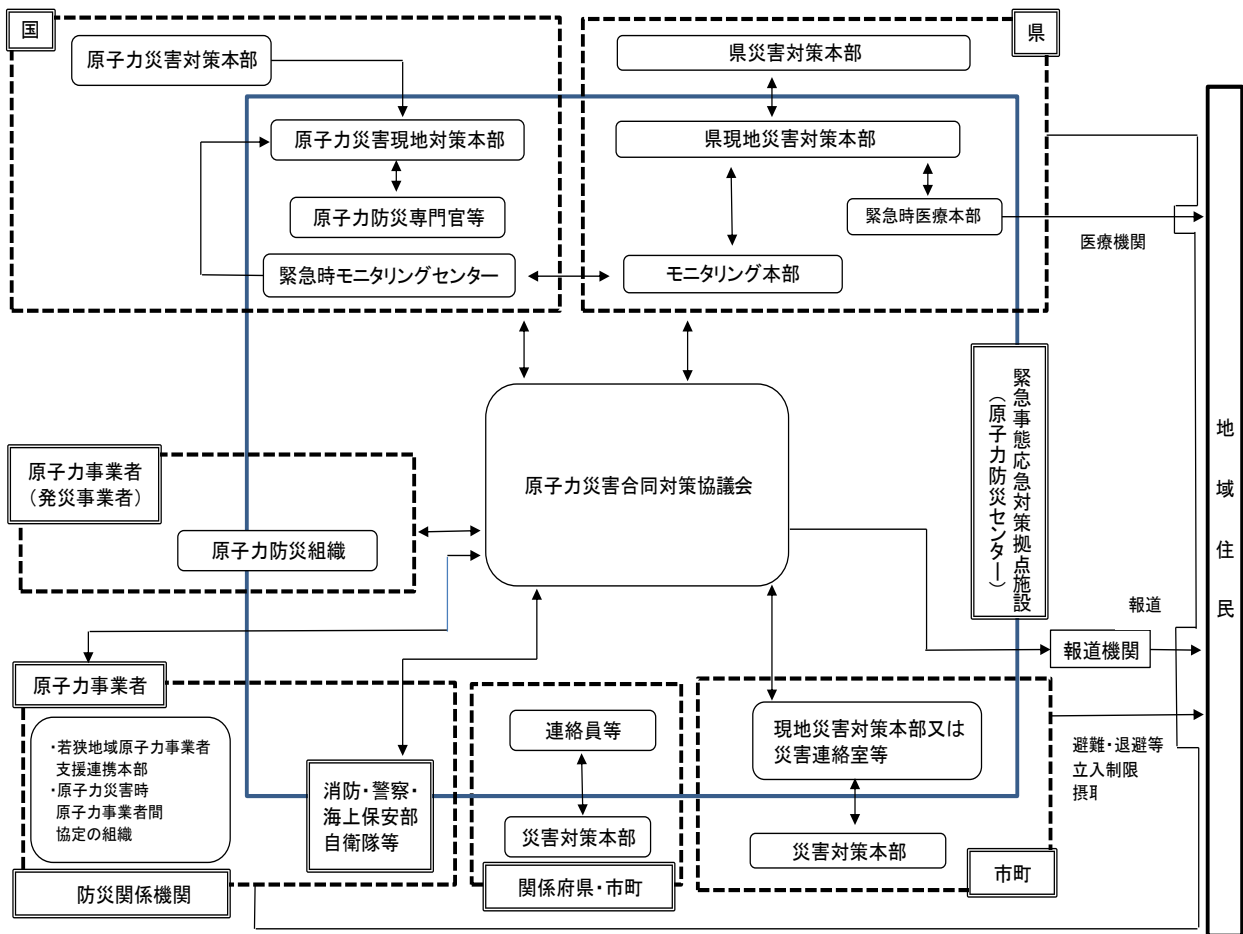 国
原子力災害対策本部
原子力災害現地対策本部
原子力防災専門官等
緊急時モニタリングセンター
県
県災害対策本部
県現地災害対策本部
緊急時医療本部
モニタリング本部
医療機関
緊急事態応急対策拠点施設
（原子力防災センター）
地域住民
原子力災害合同対策協議会
原子力事業者
（発災事業者）
原子力防災組織
報道
報道機関
原子力事業者
・若狭地域原子力事業者
支援連携本部
・原子力災害時
原子力事業者間
協定の組織
消防・警察・
海上保安部
自衛隊等
防災関係機関
連絡員等
災害対策本部
関係府県・市町
現地災害対策本部又は
災害連絡室等
災害対策本部
市町
避難・退避等
立入制限
摂取